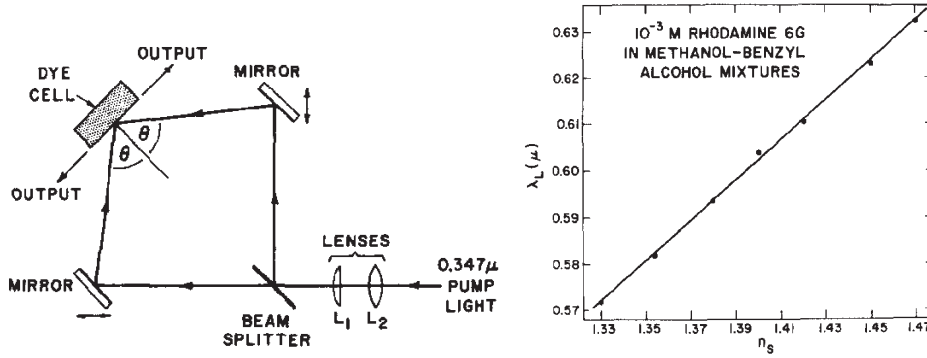 OUTPUT
DYE
CELL
MIRROR
θ
θ
OUTPUT
LENSES
0.347μ
PUMP
LIGHT
MIRROR
BEAM
SPLITTER
L₁
L₂
10⁻³ M RHODAMINE 6G
IN METHANOL-BENZYL
ALCOHOL MIXTURES
λL(μ)
0.63
0.62
0.61
0.60
0.59
0.58
0.57
1.33
1.35
1.37
1.39
1.41
1.43
1.45
1.47
nS